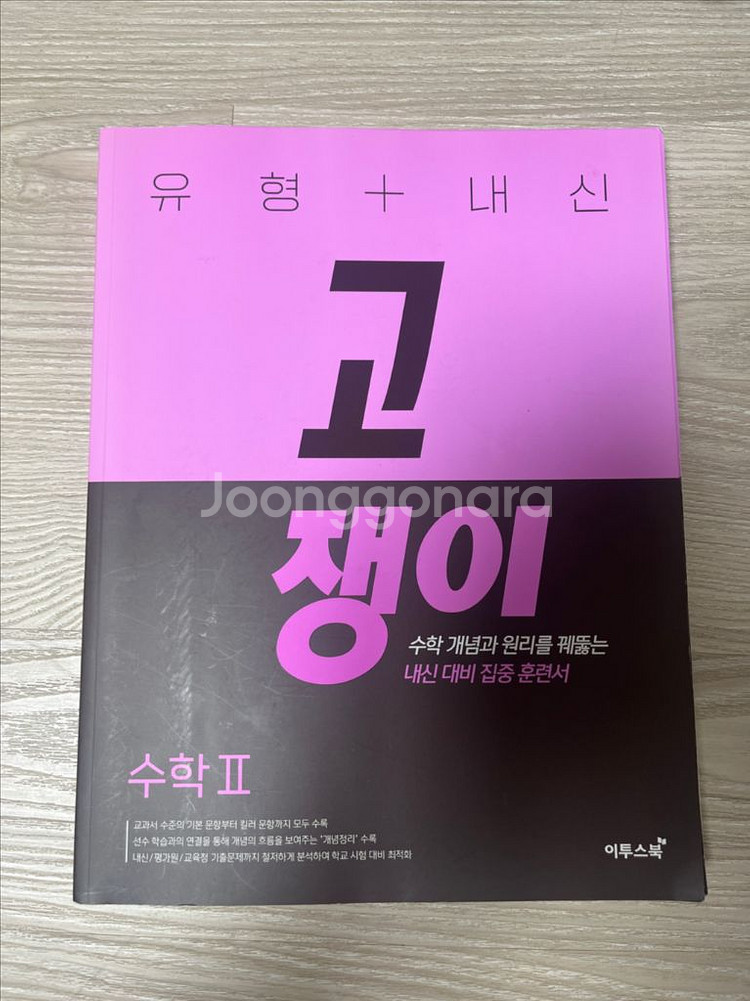 유형+내신
고
쟁이
Joonggonara
수학 개념과 원리를 꿰뚫는
내신 대비 집중 훈련서
수학 II
교과서 수준의 기본 문항부터 킬러 문항까지 모두 수록
선수 학습과의 연결을 통해 개념의 흐름을 보여주는 '개념정리' 수록
내신/평가원/교육청 기출문제까지 철저하게 분석하여 학교 시험 대비 최적화
이투스북